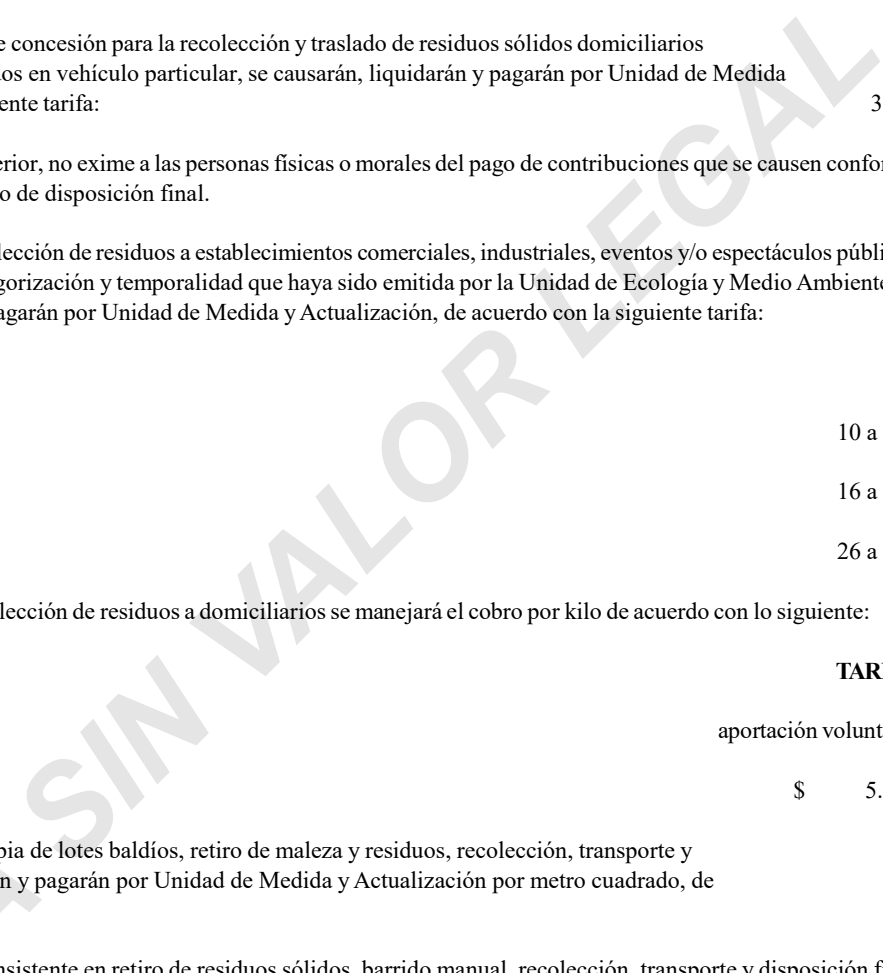 e concesión para la recolección y traslado de residuos sólidos domiciliarios
los en vehículo particular, se causarán, liquidarán y pagarán por Unidad de Medida
ente tarifa: 3
erior, no exime a las personas físicas o morales del pago de contribuciones que se causen confor
o de disposición final.
lección de residuos a establecimientos comerciales, industriales, eventos y/o espectáculos públi
gorización y temporalidad que haya sido emitida por la Unidad de Ecología y Medio Ambiente
agarán por Unidad de Medida y Actualización, de acuerdo con la siguiente tarifa:
10 a
16 a
26 a
lección de residuos a domiciliarios se manejará el cobro por kilo de acuerdo con lo siguiente:
TARI
aportación volunt
$ 5.
pia de lotes baldíos, retiro de maleza y residuos, recolección, transporte y
n y pagarán por Unidad de Medida y Actualización por metro cuadrado, de
nsistente en retiro de residuos sólidos, barrido manual, recolección, transporte y disposición f
A SIN VALOR LEGAL